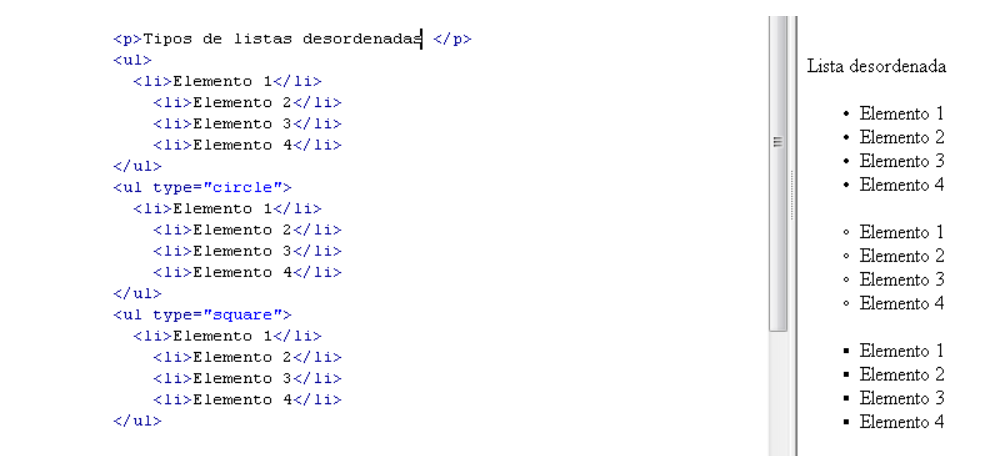 <p>Tipos de listas desordenadas </p>
<ul>
<li>Elemento 1</li>
<li>Elemento 2</li>
<li>Elemento 3</li>
<li>Elemento 4</li>
</ul>
<ul type="circle">
<li>Elemento 1</li>
<li>Elemento 2</li>
<li>Elemento 3</li>
<li>Elemento 4</li>
</ul>
<ul type="square">
<li>Elemento 1</li>
<li>Elemento 2</li>
<li>Elemento 3</li>
<li>Elemento 4</li>
</ul>
Lista desordenada
• Elemento 1
• Elemento 2
• Elemento 3
• Elemento 4
◦ Elemento 1
◦ Elemento 2
◦ Elemento 3
◦ Elemento 4
▪ Elemento 1
▪ Elemento 2
▪ Elemento 3
▪ Elemento 4